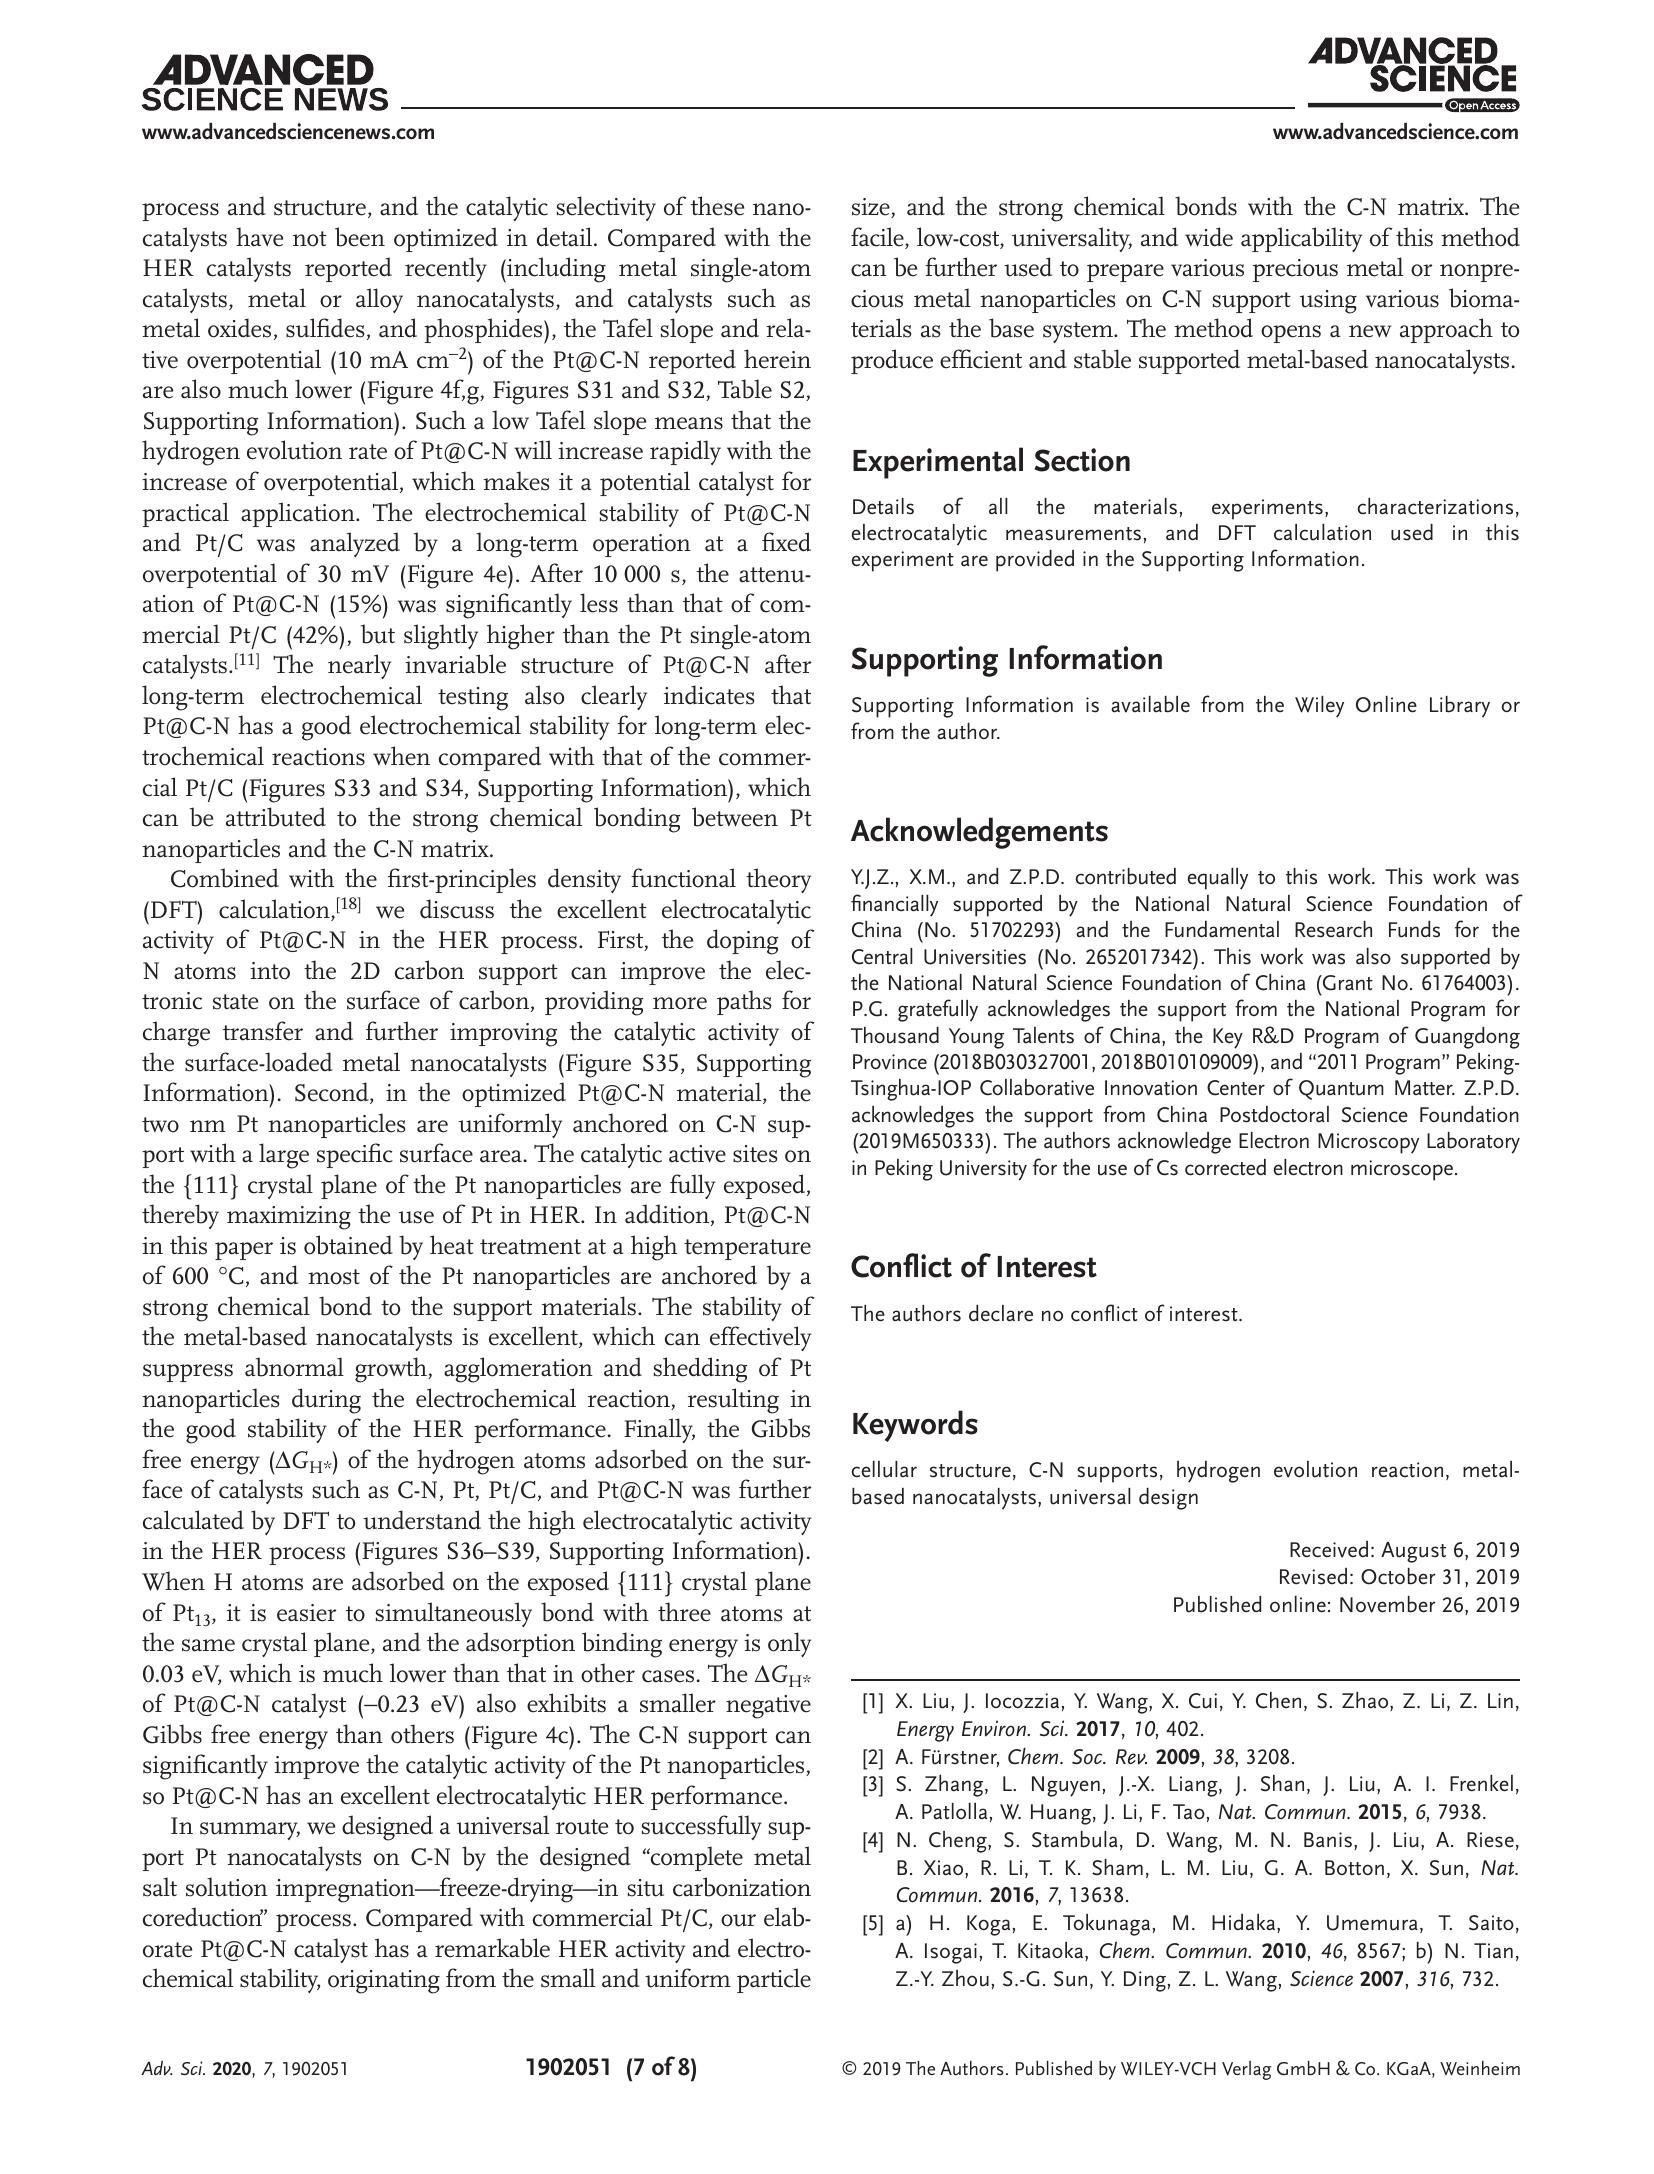 ADVANCED
SCIENCE NEWS
www.advancedsciencenews.com
ADVANCED
SCIENCE
Open Access
www.advancedscience.com
process and structure, and the catalytic selectivity of these nano-
catalysts have not been optimized in detail. Compared with the
HER catalysts reported recently (including metal single-atom
catalysts, metal or alloy nanocatalysts, and catalysts such as
metal oxides, sulfides, and phosphides), the Tafel slope and rela-
tive overpotential (10 mA cm⁻²) of the Pt@C-N reported herein
are also much lower (Figure 4f,g, Figures S31 and S32, Table S2,
Supporting Information). Such a low Tafel slope means that the
hydrogen evolution rate of Pt@C-N will increase rapidly with the
increase of overpotential, which makes it a potential catalyst for
practical application. The electrochemical stability of Pt@C-N
and Pt/C was analyzed by a long-term operation at a fixed
overpotential of 30 mV (Figure 4e). After 10 000 s, the attenu-
ation of Pt@C-N (15%) was significantly less than that of com-
mercial Pt/C (42%), but slightly higher than the Pt single-atom
catalysts.[11] The nearly invariable structure of Pt@C-N after
long-term electrochemical testing also clearly indicates that
Pt@C-N has a good electrochemical stability for long-term elec-
trochemical reactions when compared with that of the commer-
cial Pt/C (Figures S33 and S34, Supporting Information), which
can be attributed to the strong chemical bonding between Pt
nanoparticles and the C-N matrix.
Combined with the first-principles density functional theory
(DFT) calculation,[18] we discuss the excellent electrocatalytic
activity of Pt@C-N in the HER process. First, the doping of
N atoms into the 2D carbon support can improve the elec-
tronic state on the surface of carbon, providing more paths for
charge transfer and further improving the catalytic activity of
the surface-loaded metal nanocatalysts (Figure S35, Supporting
Information). Second, in the optimized Pt@C-N material, the
two nm Pt nanoparticles are uniformly anchored on C-N sup-
port with a large specific surface area. The catalytic active sites on
the {111} crystal plane of the Pt nanoparticles are fully exposed,
thereby maximizing the use of Pt in HER. In addition, Pt@C-N
in this paper is obtained by heat treatment at a high temperature
of 600 °C, and most of the Pt nanoparticles are anchored by a
strong chemical bond to the support materials. The stability of
the metal-based nanocatalysts is excellent, which can effectively
suppress abnormal growth, agglomeration and shedding of Pt
nanoparticles during the electrochemical reaction, resulting in
the good stability of the HER performance. Finally, the Gibbs
free energy (ΔG_H*) of the hydrogen atoms adsorbed on the sur-
face of catalysts such as C-N, Pt, Pt/C, and Pt@C-N was further
calculated by DFT to understand the high electrocatalytic activity
in the HER process (Figures S36–S39, Supporting Information).
When H atoms are adsorbed on the exposed {111} crystal plane
of Pt₁₃, it is easier to simultaneously bond with three atoms at
the same crystal plane, and the adsorption binding energy is only
0.03 eV, which is much lower than that in other cases. The ΔG_H*
of Pt@C-N catalyst (–0.23 eV) also exhibits a smaller negative
Gibbs free energy than others (Figure 4c). The C-N support can
significantly improve the catalytic activity of the Pt nanoparticles,
so Pt@C-N has an excellent electrocatalytic HER performance.
In summary, we designed a universal route to successfully sup-
port Pt nanocatalysts on C-N by the designed “complete metal
salt solution impregnation—freeze-drying—in situ carbonization
coreduction” process. Compared with commercial Pt/C, our elab-
orate Pt@C-N catalyst has a remarkable HER activity and electro-
chemical stability, originating from the small and uniform particle
size, and the strong chemical bonds with the C-N matrix. The
facile, low-cost, universality, and wide applicability of this method
can be further used to prepare various precious metal or nonpre-
cious metal nanoparticles on C-N support using various bioma-
terials as the base system. The method opens a new approach to
produce efficient and stable supported metal-based nanocatalysts.
Experimental Section
Details of all the materials, experiments, characterizations,
electrocatalytic measurements, and DFT calculation used in this
experiment are provided in the Supporting Information.
Supporting Information
Supporting Information is available from the Wiley Online Library or
from the author.
Acknowledgements
Y.J.Z., X.M., and Z.P.D. contributed equally to this work. This work was
financially supported by the National Natural Science Foundation of
China (No. 51702293) and the Fundamental Research Funds for the
Central Universities (No. 2652017342). This work was also supported by
the National Natural Science Foundation of China (Grant No. 61764003).
P.G. gratefully acknowledges the support from the National Program for
Thousand Young Talents of China, the Key R&D Program of Guangdong
Province (2018B030327001, 2018B010109009), and “2011 Program” Peking-
Tsinghua-IOP Collaborative Innovation Center of Quantum Matter. Z.P.D.
acknowledges the support from China Postdoctoral Science Foundation
(2019M650333). The authors acknowledge Electron Microscopy Laboratory
in Peking University for the use of Cs corrected electron microscope.
Conflict of Interest
The authors declare no conflict of interest.
Keywords
cellular structure, C-N supports, hydrogen evolution reaction, metal-
based nanocatalysts, universal design
Received: August 6, 2019
Revised: October 31, 2019
Published online: November 26, 2019
[1] X. Liu, J. Iocozzia, Y. Wang, X. Cui, Y. Chen, S. Zhao, Z. Li, Z. Lin,
Energy Environ. Sci. 2017, 10, 402.
[2] A. Fürstner, Chem. Soc. Rev. 2009, 38, 3208.
[3] S. Zhang, L. Nguyen, J.-X. Liang, J. Shan, J. Liu, A. I. Frenkel,
A. Patlolla, W. Huang, J. Li, F. Tao, Nat. Commun. 2015, 6, 7938.
[4] N. Cheng, S. Stambula, D. Wang, M. N. Banis, J. Liu, A. Riese,
B. Xiao, R. Li, T. K. Sham, L. M. Liu, G. A. Botton, X. Sun, Nat.
Commun. 2016, 7, 13638.
[5] a) H. Koga, E. Tokunaga, M. Hidaka, Y. Umemura, T. Saito,
A. Isogai, T. Kitaoka, Chem. Commun. 2010, 46, 8567; b) N. Tian,
Z.-Y. Zhou, S.-G. Sun, Y. Ding, Z. L. Wang, Science 2007, 316, 732.
Adv. Sci. 2020, 7, 1902051
1902051 (7 of 8)
© 2019 The Authors. Published by WILEY-VCH Verlag GmbH & Co. KGaA, Weinheim